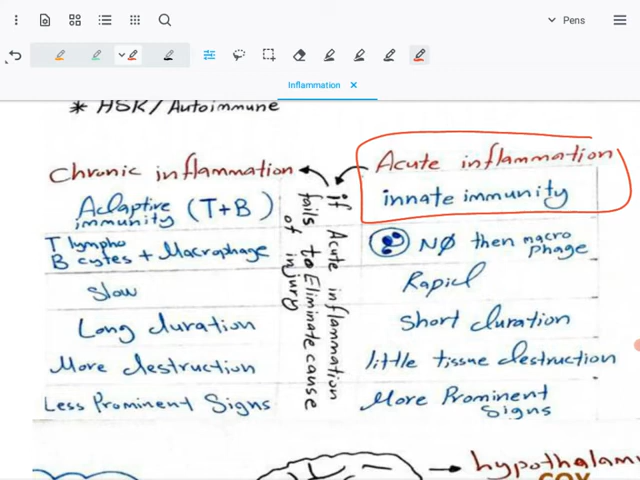 Pens
Inflammation
* HSR / Autoimmune
Chronic inflammation
Acute inflammation
Adaptive immunity (T+B)
innate immunity
T lympho
B cytes + Macrophage
NØ then macro
phage
Slow
Rapid
Long duration
Short duration
More destruction
little tissue destruction
Less Prominent Signs
More Prominent
Signs
if Acute inflammation
fails to Eliminate cause
of injury
hypothalamu
COX